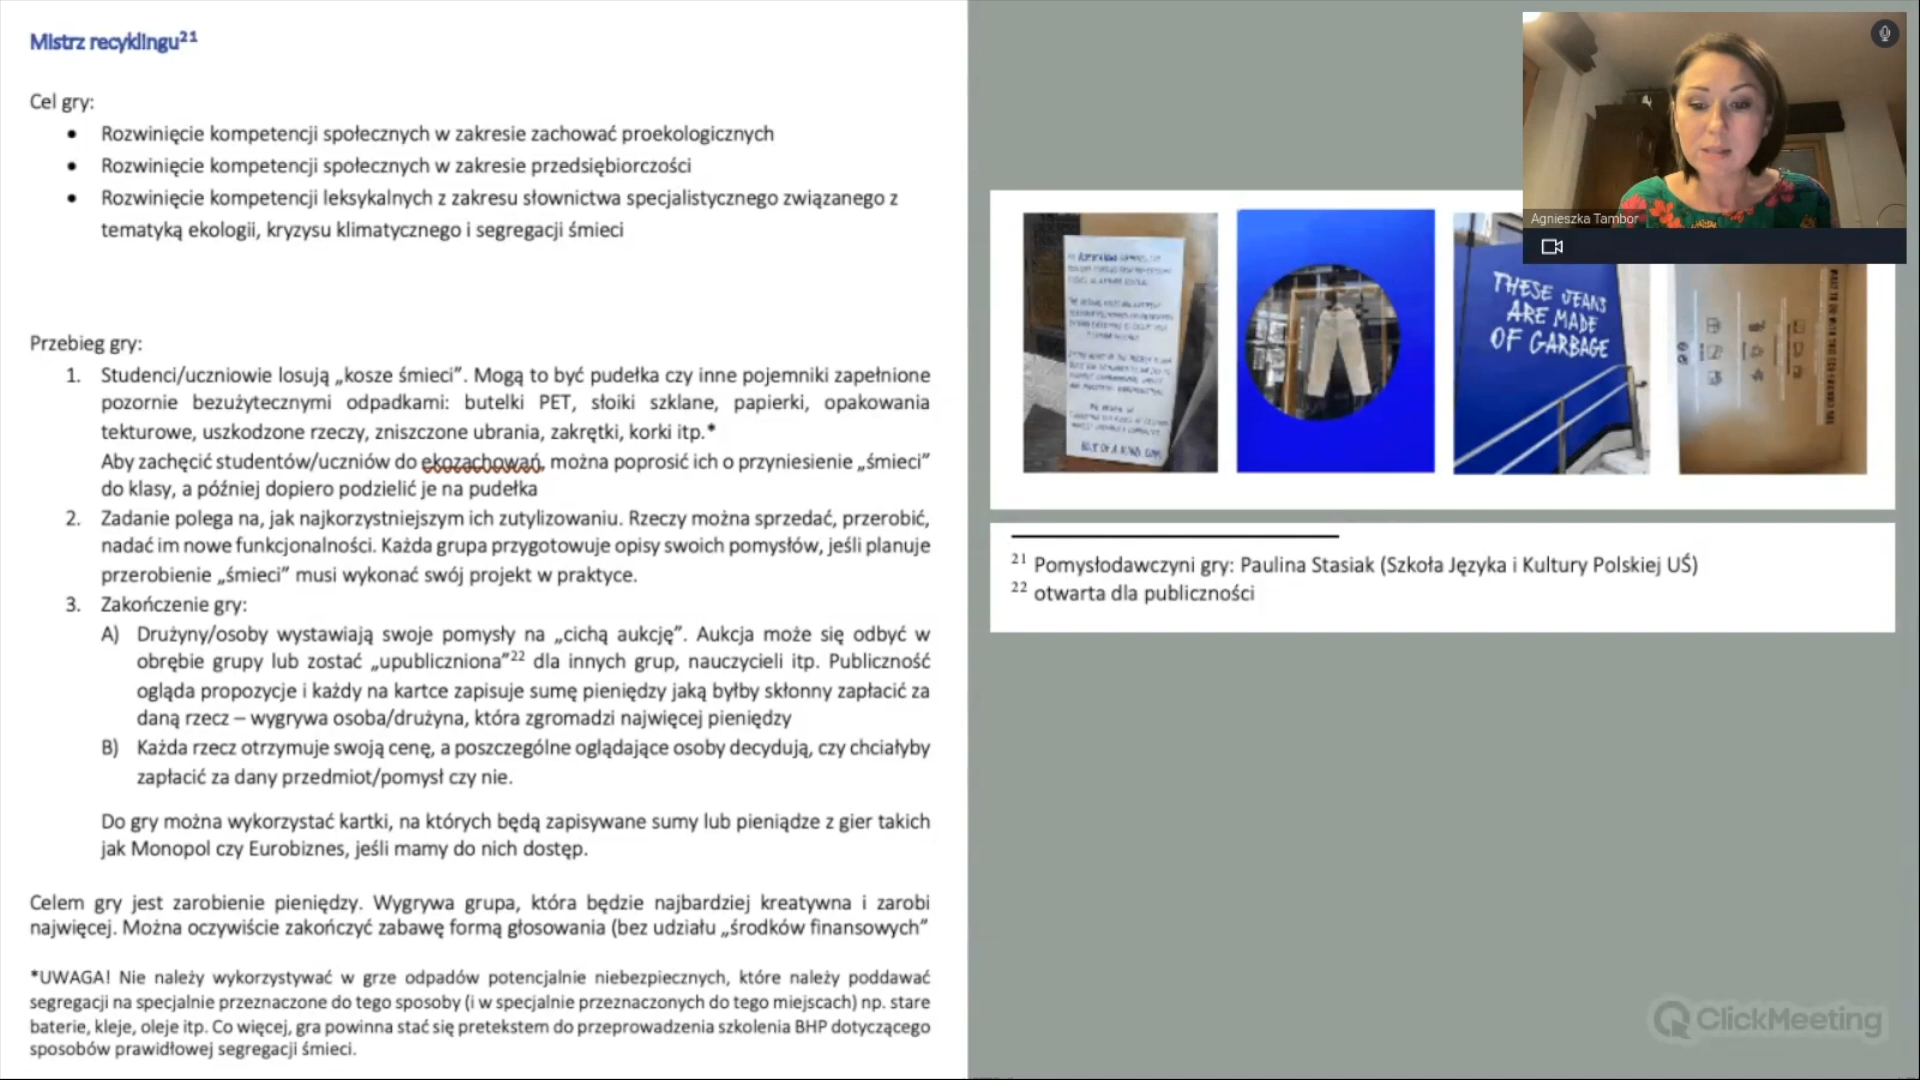 Mistrz recyklingu21
Cel gry:
• Rozwinięcie kompetencji społecznych w zakresie zachować proekologicznych
• Rozwinięcie kompetencji społecznych w zakresie przedsiębiorczości
• Rozwinięcie kompetencji leksykalnych z zakresu słownictwa specjalistycznego związanego z
tematyką ekologii, kryzysu klimatycznego i segregacji śmieci
Przebieg gry:
1. Studenci/uczniowie losują „kosze śmieci”. Mogą to być pudełka czy inne pojemniki zapełnione
pozornie bezużytecznymi odpadkami: butelki PET, słoiki szklane, papierki, opakowania
tekturowe, uszkodzone rzeczy, zniszczone ubrania, zakrętki, korki itp.*
Aby zachęcić studentów/uczniów do ekozachowań, można poprosić ich o przyniesienie „śmieci”
do klasy, a później dopiero podzielić je na pudełka
2. Zadanie polega na, jak najkorzystniejszym ich zutylizowaniu. Rzeczy można sprzedać, przerobić,
nadać im nowe funkcjonalności. Każda grupa przygotowuje opisy swoich pomysłów, jeśli planuje
przerobienie „śmieci” musi wykonać swój projekt w praktyce.
3. Zakończenie gry:
A) Drużyny/osoby wystawiają swoje pomysły na „cichą aukcję”. Aukcja może się odbyć w
obrębie grupy lub zostać „upubliczniona”22 dla innych grup, nauczycieli itp. Publiczność
ogląda propozycje i każdy na kartce zapisuje sumę pieniędzy jaką byłby skłonny zapłacić za
daną rzecz – wygrywa osoba/drużyna, która zgromadzi najwięcej pieniędzy
B) Każda rzecz otrzymuje swoją cenę, a poszczególne oglądające osoby decydują, czy chciałyby
zapłacić za dany przedmiot/pomysł czy nie.
Do gry można wykorzystać kartki, na których będą zapisywane sumy lub pieniądze z gier takich
jak Monopol czy Eurobiznes, jeśli mamy do nich dostęp.
Celem gry jest zarobienie pieniędzy. Wygrywa grupa, która będzie najbardziej kreatywna i zarobi
najwięcej. Można oczywiście zakończyć zabawę formą głosowania (bez udziału „środków finansowych”
*UWAGA! Nie należy wykorzystywać w grze odpadów potencjalnie niebezpiecznych, które należy poddawać
segregacji na specjalnie przeznaczone do tego sposoby (i w specjalnie przeznaczonych do tego miejscach) np. stare
baterie, kleje, oleje itp. Co więcej, gra powinna stać się pretekstem do przeprowadzenia szkolenia BHP dotyczącego
sposobów prawidłowej segregacji śmieci.
THESE JEANS
ARE MADE
OF GARBAGE
21 Pomysłodawczyni gry: Paulina Stasiak (Szkoła Języka i Kultury Polskiej UŚ)
22 otwarta dla publiczności
Agnieszka Tambor
ClickMeeting